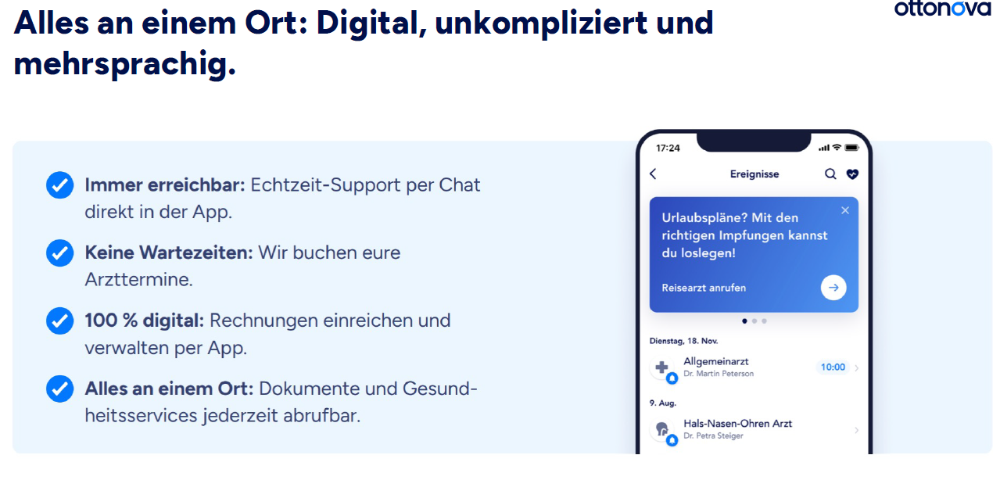 Alles an einem Ort: Digital, unkompliziert und
mehrsprachig.
ottonova
Immer erreichbar: Echtzeit-Support per Chat
direkt in der App.
Keine Wartezeiten: Wir buchen eure
Arzttermine.
100 % digital: Rechnungen einreichen und
verwalten per App.
Alles an einem Ort: Dokumente und Gesund-
heitsservices jederzeit abrufbar.
17:24
Ereignisse
Urlaubspläne? Mit den
richtigen Impfungen kannst
du loslegen!
Reisearzt anrufen
Dienstag, 18. Nov.
Allgemeinarzt
Dr. Martin Peterson
10:00
9. Aug.
Hals-Nasen-Ohren Arzt
Dr. Petra Steiger